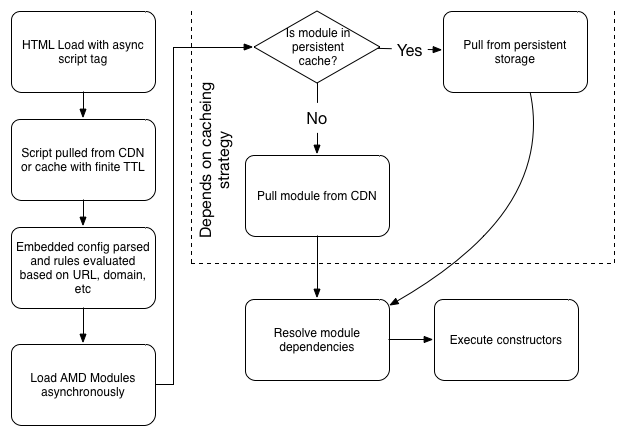 HTML Load with async
script tag
Script pulled from CDN
or cache with finite TTL
Embedded config parsed
and rules evaluated
based on URL, domain,
etc
Load AMD Modules
asynchronously
Is module in
persistent
cache?
Yes
Pull from persistent
storage
No
Depends on cacheing
strategy
Pull module from CDN
Resolve module
dependencies
Execute constructors